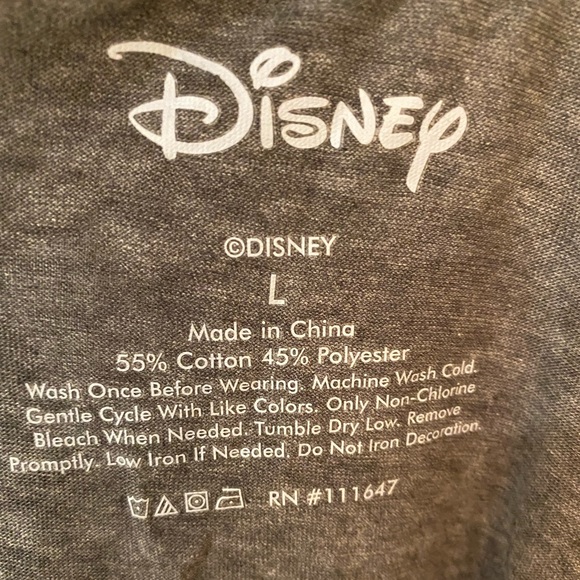 Disney
©DISNEY
L
Made in China
55% Cotton 45% Polyester
Wash Once Before Wearing. Machine Wash Cold.
Gentle Cycle With Like Colors. Only Non-Chlorine
Bleach When Needed. Tumble Dry Low. Remove
Promptly. Low Iron If Needed. Do Not Iron Decoration.
RN #111647